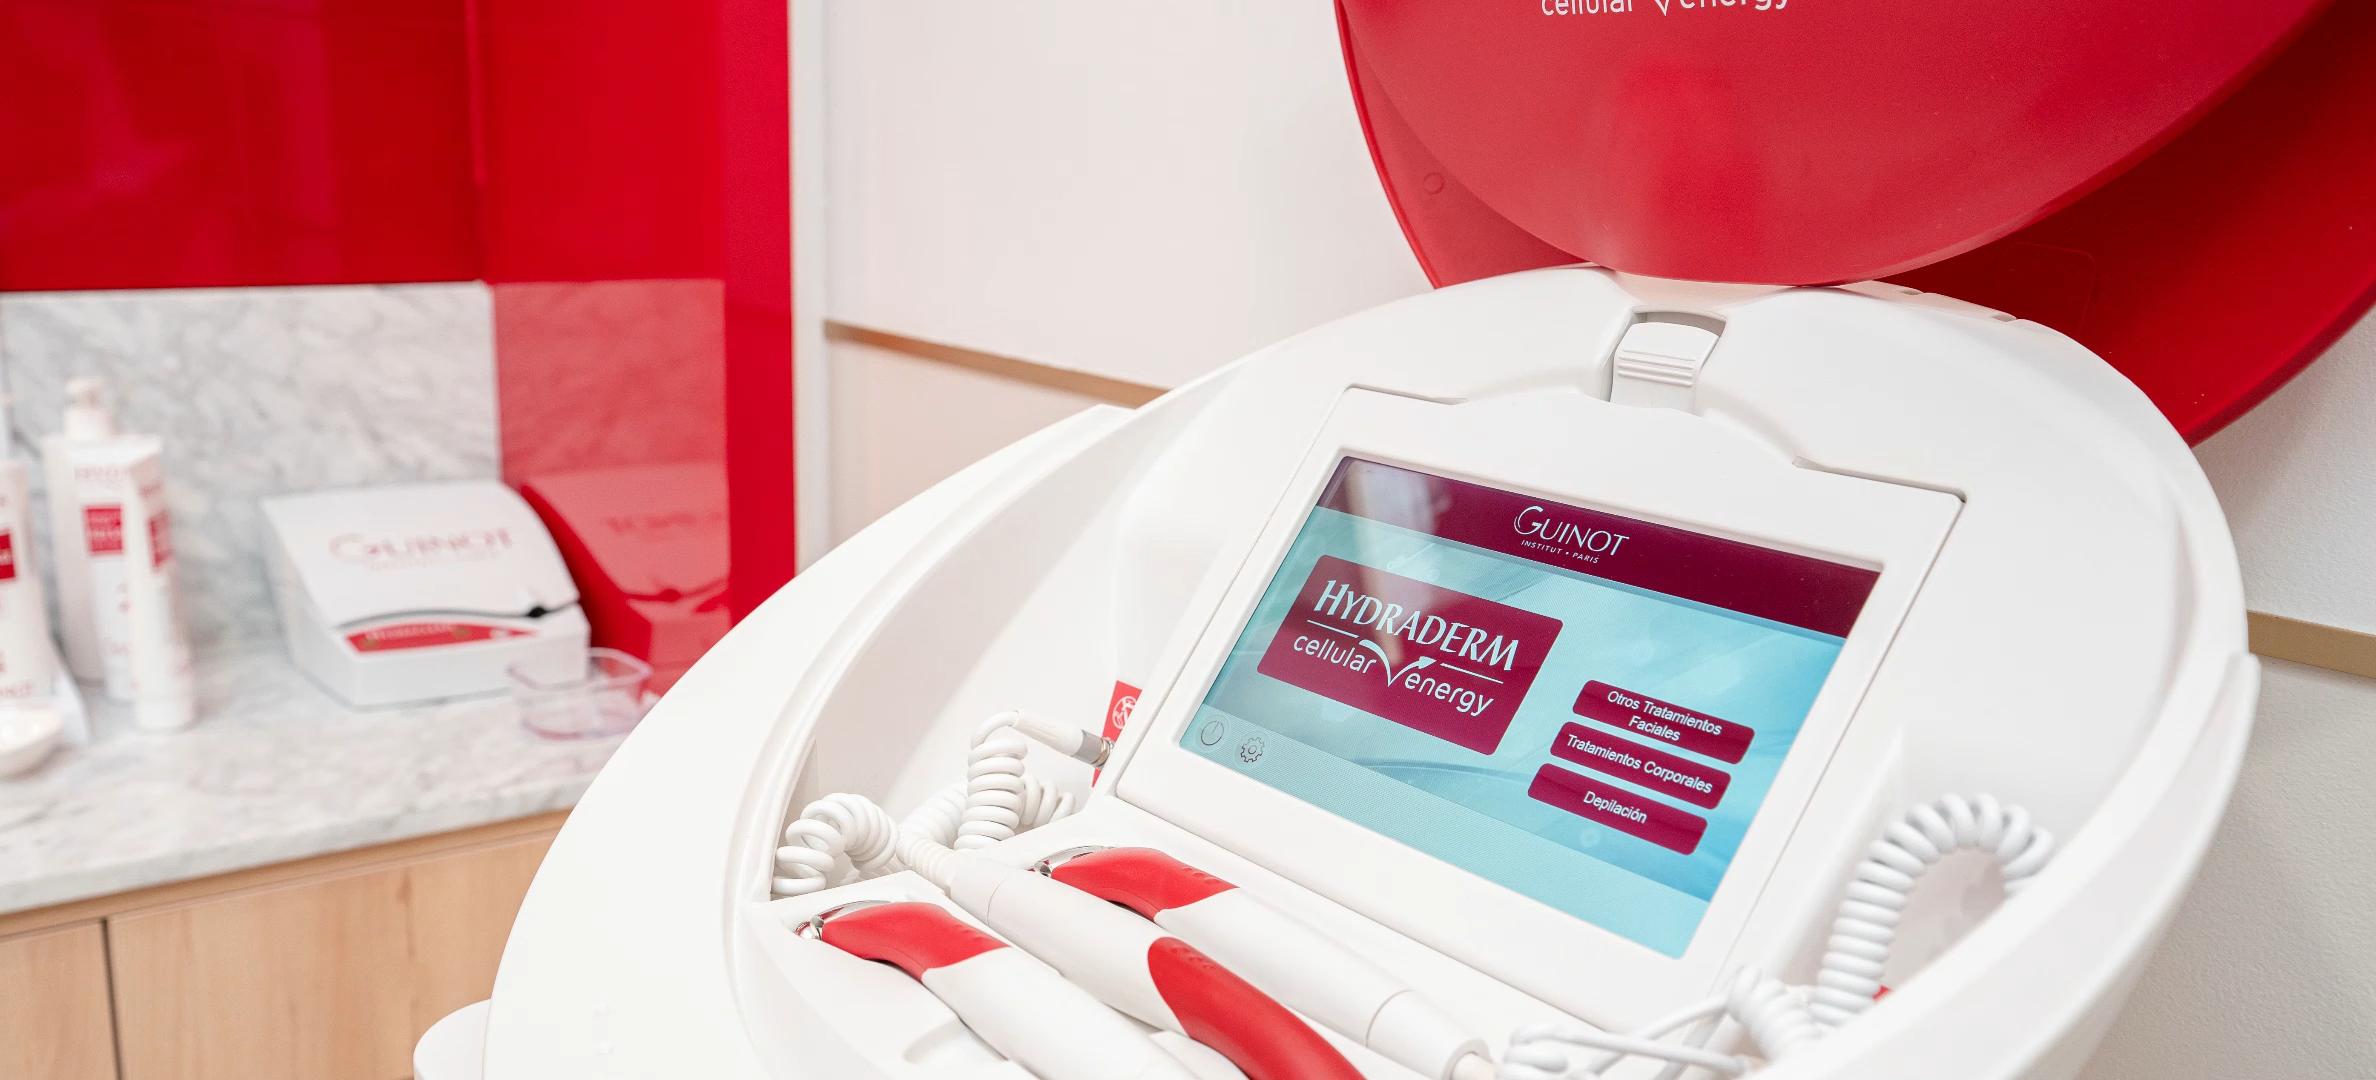 cellular energy
GUINOT
INSTITUT • PARIS
HYDRADERM
cellular energy
Otros Tratamientos
Faciales
Tratamientos Corporales
Depilación
GUINOT